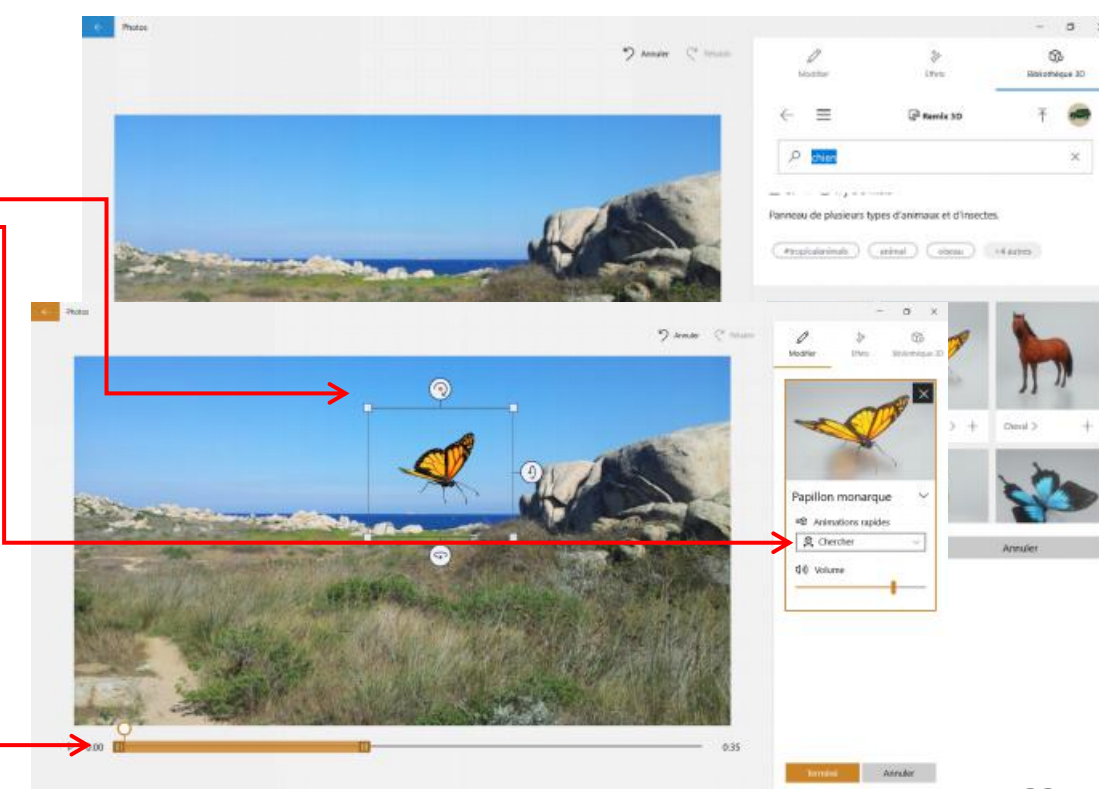 Photos
Annuler
Modifier
Effets
Bibliothèque 3D
Remix 3D
chien
Panneau de plusieurs types d'animaux et d'insectes.
#tropicalanimals
animal
oiseau
+4 autres
Photos
Annuler
Modifier
Effets
Bibliothèque 3D
Cheval >
Papillon monarque
Animations rapides
Chercher
Volume
Annuler
0:00
0:35
Terminé
Annuler